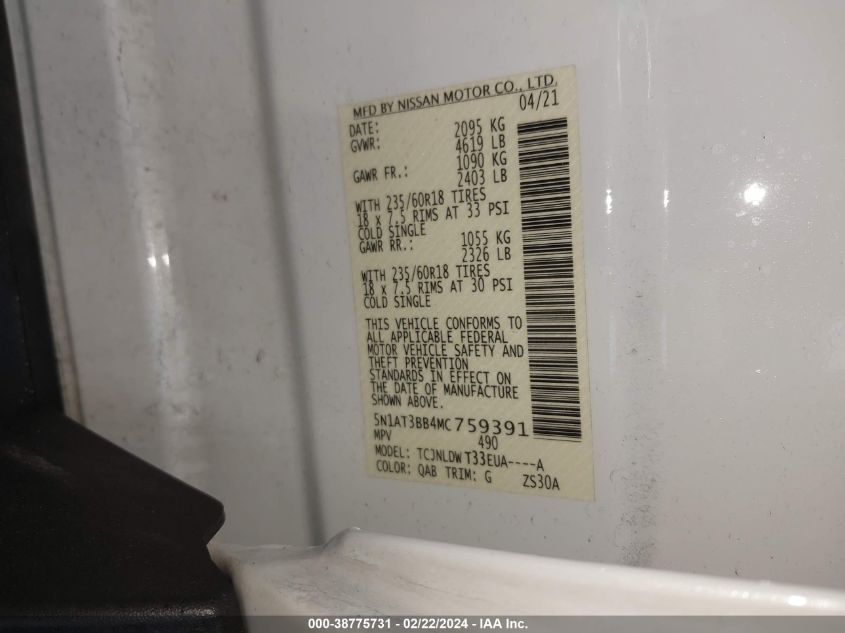 MFD BY NISSAN MOTOR CO., LTD.
DATE: 04/21
GVWR: 2095 KG
4619 LB
GAWR FR.: 1090 KG
2403 LB
WITH 235/60R18 TIRES
18 x 7.5 RIMS AT 33 PSI
COLD SINGLE
GAWR RR.: 1055 KG
2326 LB
WITH 235/60R18 TIRES
18 x 7.5 RIMS AT 30 PSI
COLD SINGLE
THIS VEHICLE CONFORMS TO
ALL APPLICABLE FEDERAL
MOTOR VEHICLE SAFETY AND
THEFT PREVENTION
STANDARDS IN EFFECT ON
THE DATE OF MANUFACTURE
SHOWN ABOVE.
5N1AT3BB4MC759391
MPV 490
MODEL: TCJNLDWT33EUA----A
COLOR: QAB TRIM: G ZS30A
000-38775731 - 02/22/2024 - IAA Inc.